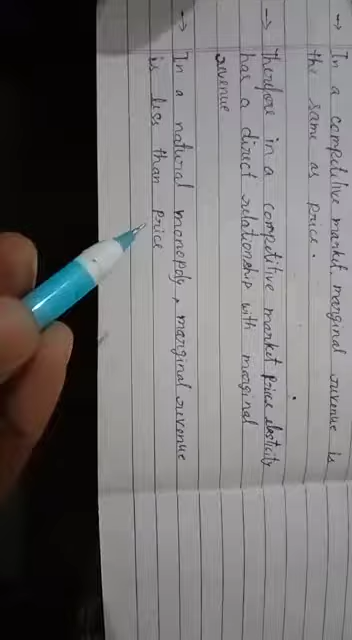 → In a competitive market, marginal revenue is
the same as price.
→ Therefore in a competitive market price elasticity
has a direct relationship with marginal
revenue
→ In a natural monopoly, marginal revenue
is less than price